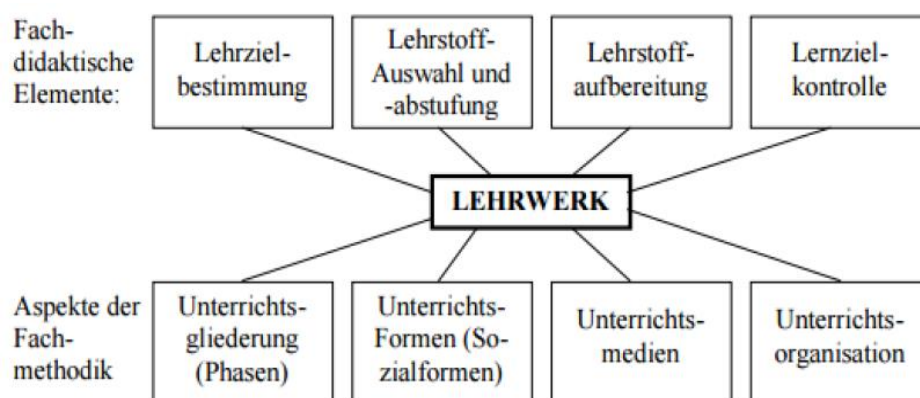 Fach-
didaktische
Elemente:
Lehrziel-
bestimmung
Lehrstoff-
Auswahl und
-abstufung
Lehrstoff-
aufbereitung
Lernziel-
kontrolle
LEHRWERK
Aspekte der
Fach-
methodik
Unterrichts-
gliederung
(Phasen)
Unterrichts-
Formen (So-
zialformen)
Unterrichts-
medien
Unterrichts-
organisation